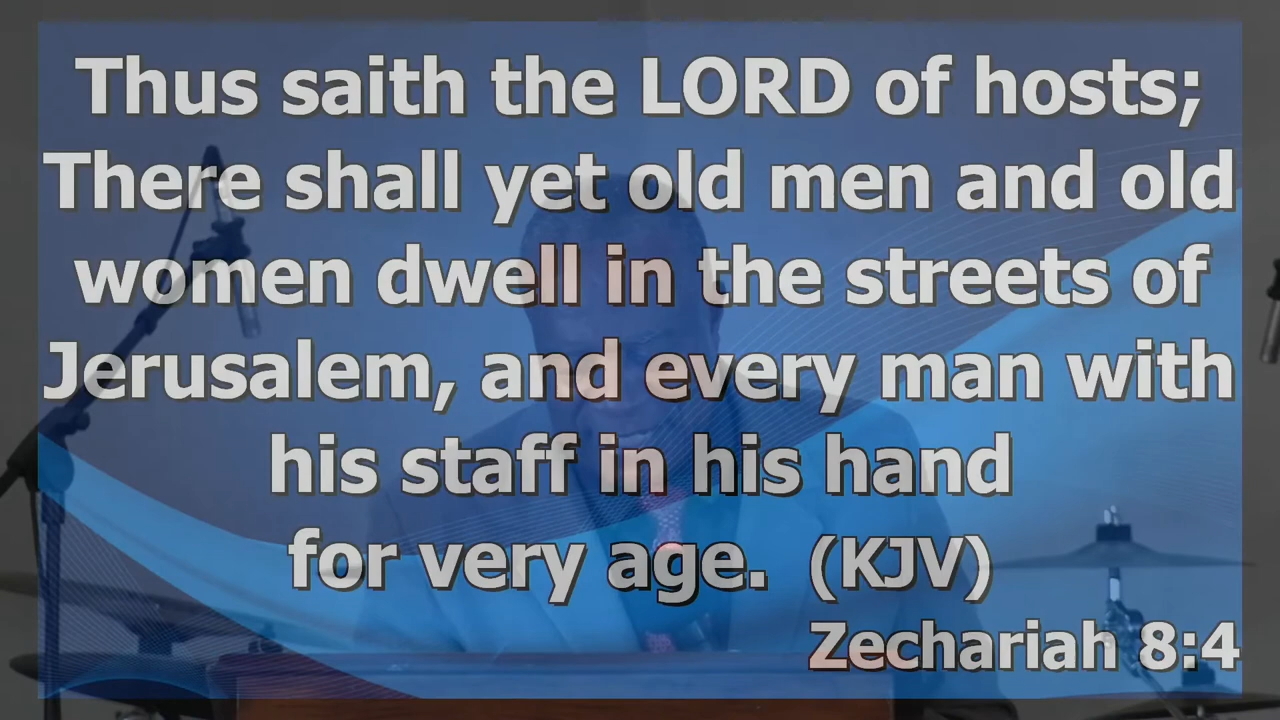 Thus saith the LORD of hosts;
There shall yet old men and old
women dwell in the streets of
Jerusalem, and every man with
his staff in his hand
for very age. (KJV)
Zechariah 8:4